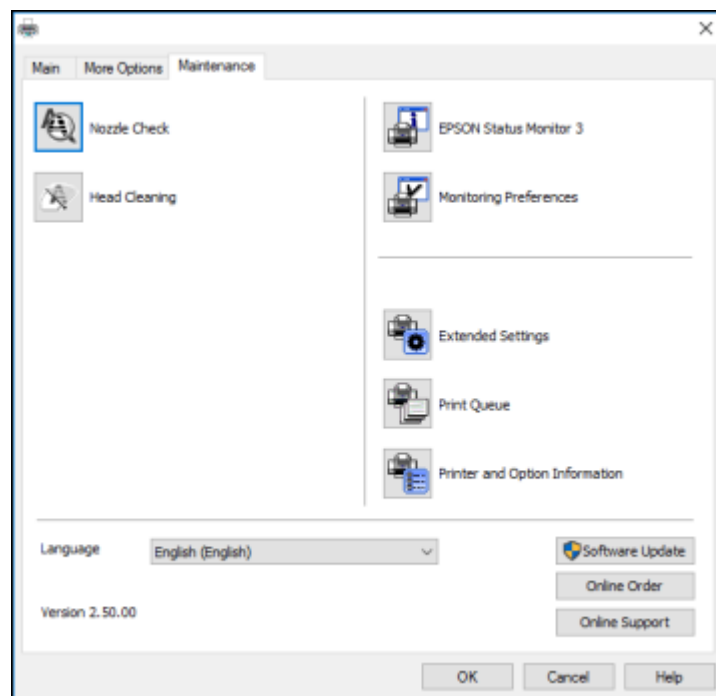 Main More Options Maintenance
Nozzle Check
Head Cleaning
EPSON Status Monitor 3
Monitoring Preferences
Extended Settings
Print Queue
Printer and Option Information
Language English (English)
Software Update
Online Order
Version 2.50.00
Online Support
OK Cancel Help